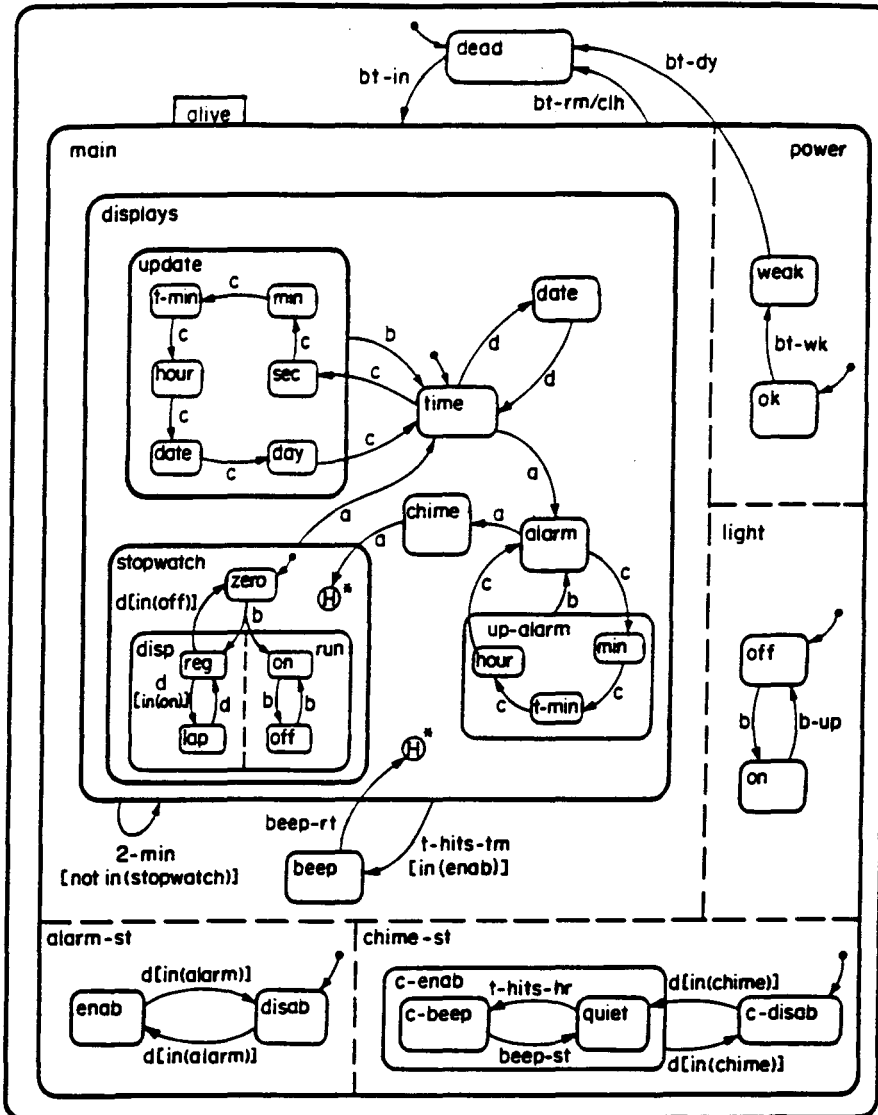 dead
bt-in
bt-dy
bt-rm/clh
alive
main
power
displays
update
t-min
c
min
c
c
hour
sec
date
c
day
c
b
c
time
d
date
d
weak
bt-wk
ok
a
a
chime
a
alarm
a
stopwatch
zero
d[in(off)]
b
H*
c
b
c
up-alarm
hour
min
c
t-min
c
disp
run
reg
on
d
[in(on)]
d
b
b
lap
off
H*
light
off
b
b-up
on
beep-rt
t-hits-tm
[in(enab)]
beep
2-min
[not in(stopwatch)]
alarm-st
d[in(alarm)]
enab
disab
d[in(alarm)]
chime-st
c-enab
t-hits-hr
d[in(chime)]
c-beep
quiet
c-disab
beep-st
d[in(chime)]